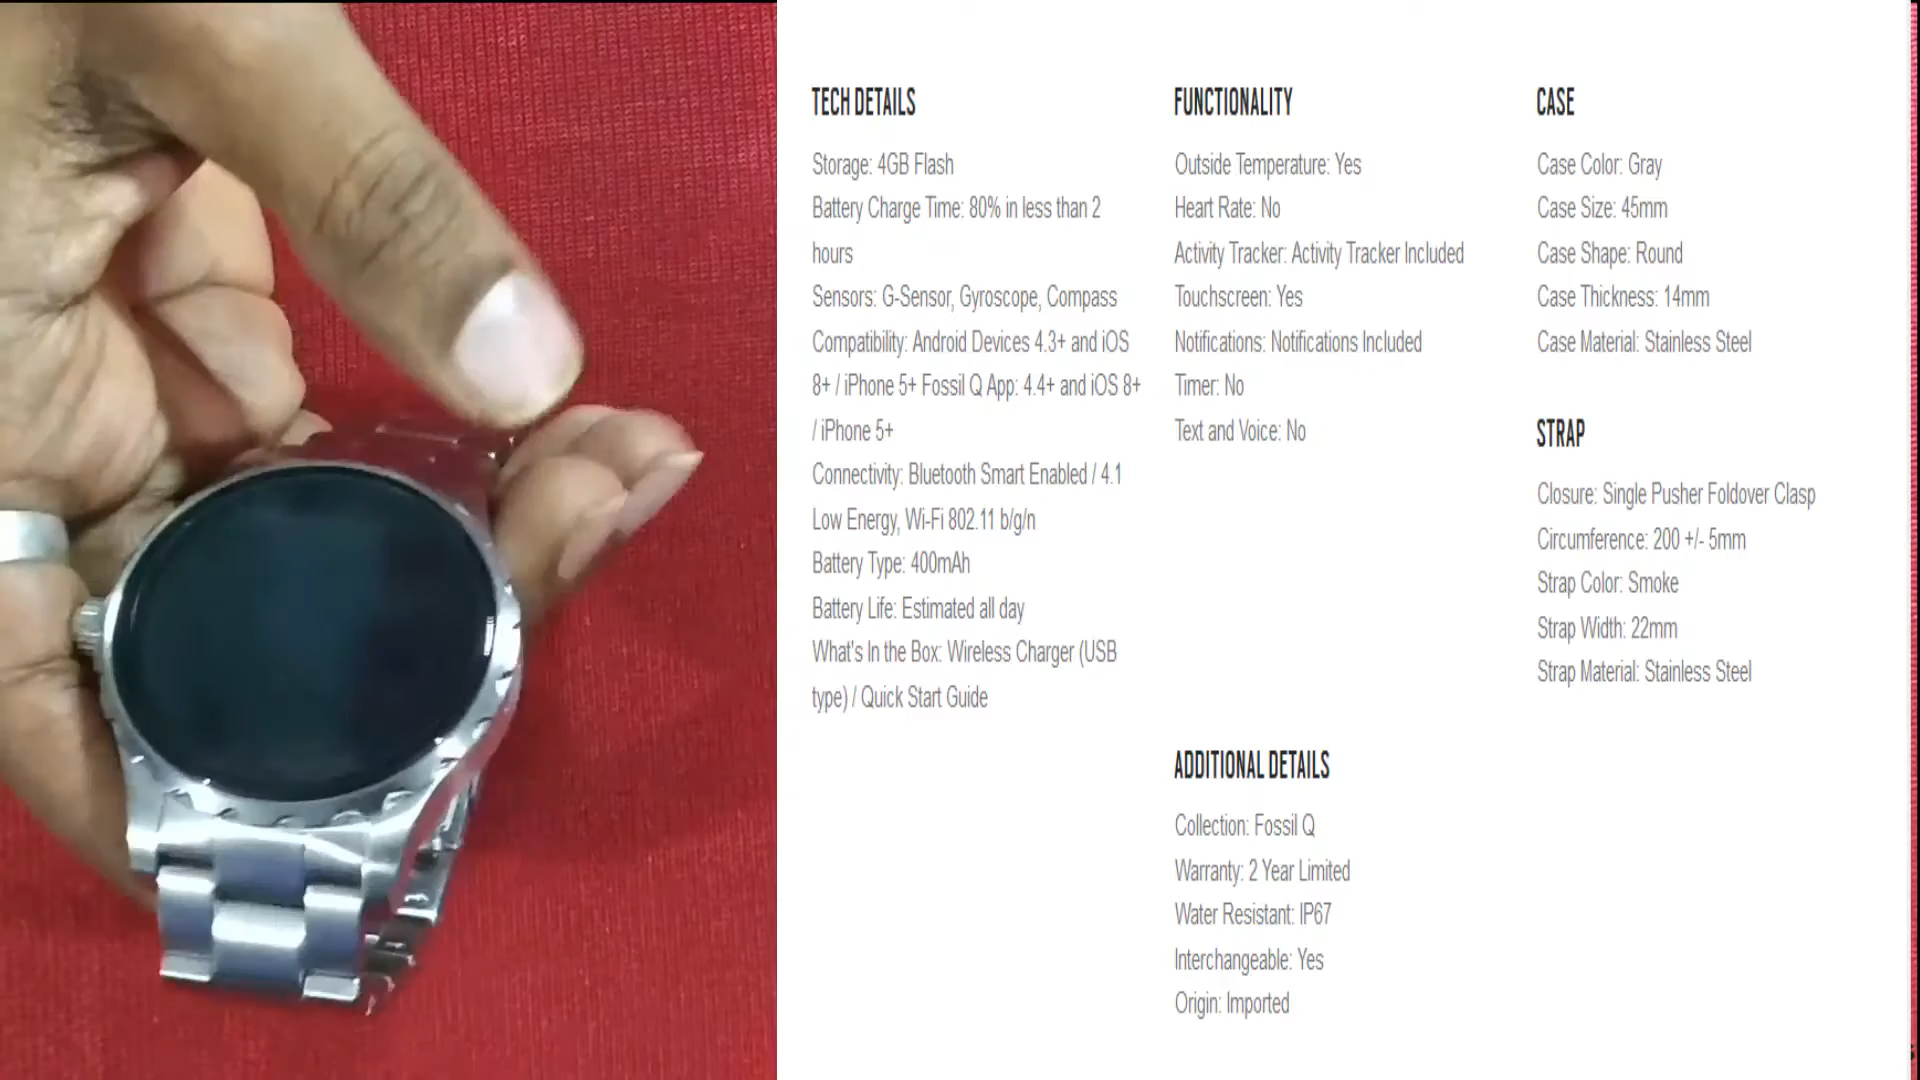 TECH DETAILS
Storage: 4GB Flash
Battery Charge Time: 80% in less than 2
hours
Sensors: G-Sensor, Gyroscope, Compass
Compatibility: Android Devices 4.3+ and iOS
8+ / iPhone 5+ Fossil Q App: 4.4+ and iOS 8+
/ iPhone 5+
Connectivity: Bluetooth Smart Enabled / 4.1
Low Energy, Wi-Fi 802.11 b/g/n
Battery Type: 400mAh
Battery Life: Estimated all day
What's In the Box: Wireless Charger (USB
type) / Quick Start Guide
FUNCTIONALITY
Outside Temperature: Yes
Heart Rate: No
Activity Tracker: Activity Tracker Included
Touchscreen: Yes
Notifications: Notifications Included
Timer: No
Text and Voice: No
ADDITIONAL DETAILS
Collection: Fossil Q
Warranty: 2 Year Limited
Water Resistant: IP67
Interchangeable: Yes
Origin: Imported
CASE
Case Color: Gray
Case Size: 45mm
Case Shape: Round
Case Thickness: 14mm
Case Material: Stainless Steel
STRAP
Closure: Single Pusher Foldover Clasp
Circumference: 200 +/- 5mm
Strap Color: Smoke
Strap Width: 22mm
Strap Material: Stainless Steel